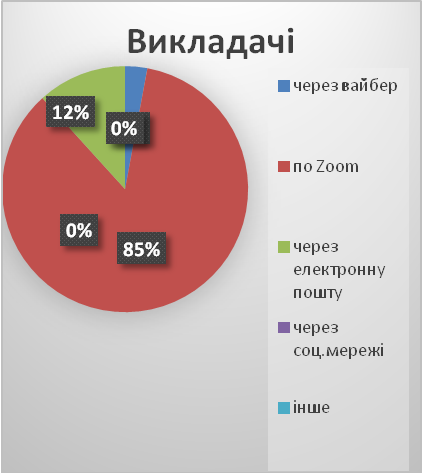 Викладачі
12%
0%
0%
85%
через вайбер
по Zoom
через
електронну
пошту
через
соц.мережі
інше